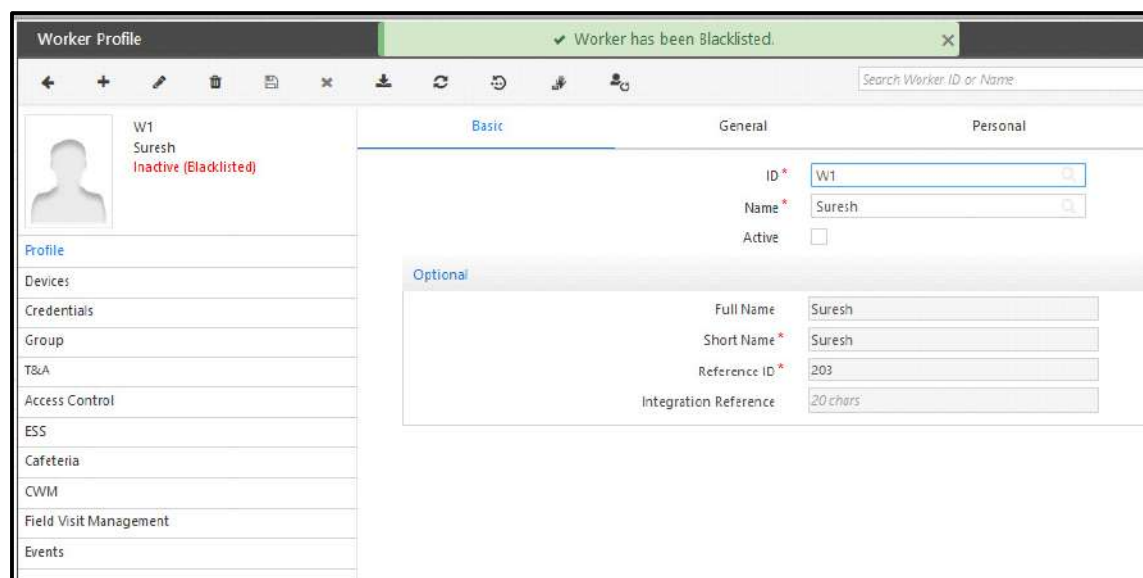 Worker Profile
✔ Worker has been Blacklisted.
Search Worker ID or Name
W1
Suresh
Inactive (Blacklisted)
Profile
Devices
Credentials
Group
T&A
Access Control
ESS
Cafeteria
CWM
Field Visit Management
Events
Basic General Personal
ID* W1
Name* Suresh
Active
Optional
Full Name Suresh
Short Name* Suresh
Reference ID* 203
Integration Reference 20 chars